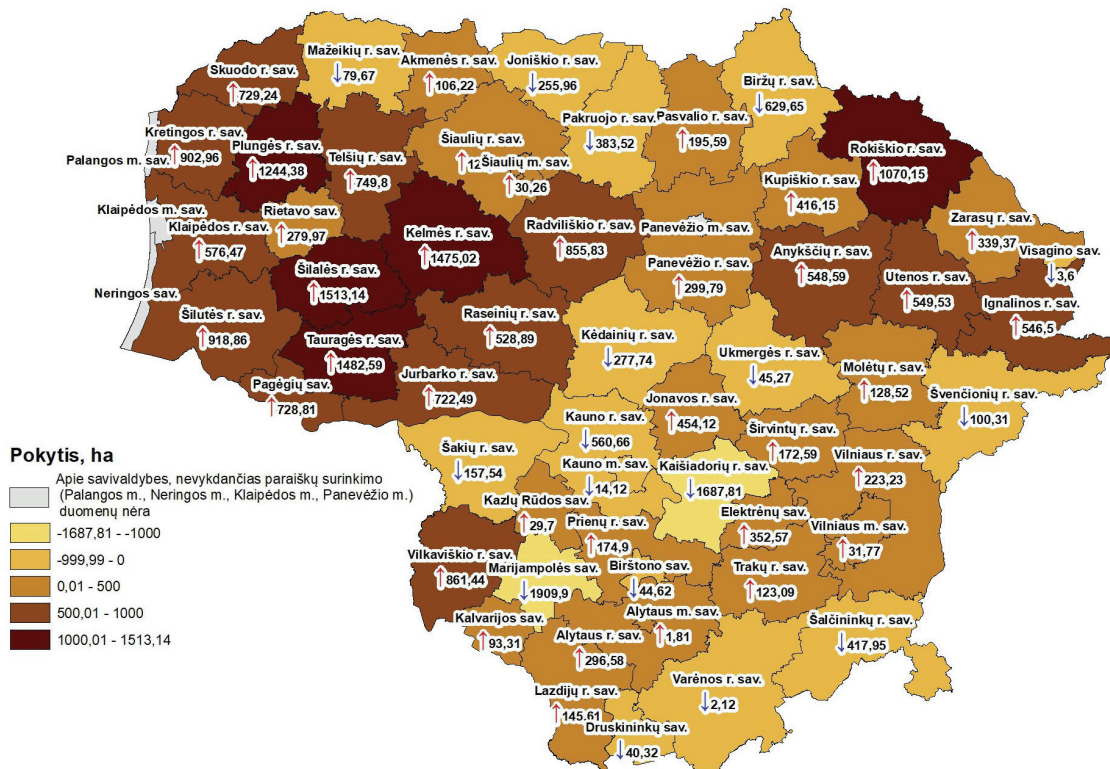 Mažeikių r. sav.
↓79,67
Akmenės r. sav.
↑106,22
Joniškio r. sav.
↓255,96
Skuodo r. sav.
↑729,24
Biržų r. sav.
↓629,65
Pakruojo r. sav.
↓383,52
Pasvalio r. sav.
↑195,59
Kretingos r. sav.
↑902,96
Plungės r. sav.
↑1244,38
Palangos m. sav.
Telšių r. sav.
↑749,8
Šiaulių r. sav.
↑12
Šiaulių m. sav.
↑30,26
Rokiškio r. sav.
↑1070,15
Kupiškio r. sav.
↑416,15
Klaipėdos m. sav.
Klaipėdos r. sav.
↑576,47
Rietavo sav.
↑279,97
Kelmės r. sav.
↑1475,02
Radviliškio r. sav.
↑855,83
Panevėžio m. sav.
Panevėžio r. sav.
↑299,79
Anykščių r. sav.
↑548,59
Zarasų r. sav.
↑339,37
Visagino sav.
↓3,6
Utenos r. sav.
↑549,53
Ignalinos r. sav.
↑546,5
Neringos sav.
Šilalės r. sav.
↑1513,14
Šilutės r. sav.
↑918,86
Tauragės r. sav.
↑1482,59
Raseinių r. sav.
↑528,89
Kėdainių r. sav.
↓277,74
Ukmergės r. sav.
↓45,27
Molėtų r. sav.
↑128,52
Švenčionių r. sav.
↓100,31
Pagėgių sav.
↑728,81
Jurbarko r. sav.
↑722,49
Jonavos r. sav.
↑454,12
Kauno r. sav.
↓560,66
Širvintų r. sav.
↑172,59
Vilniaus r. sav.
↑223,23
Šakių r. sav.
↓157,54
Kauno m. sav.
↓14,12
Kaišiadorių r. sav.
↓1687,81
Kazlų Rūdos sav.
↑29,7
Prienų r. sav.
↑174,9
Elektrėnų sav.
↑352,57
Vilniaus m. sav.
↑31,77
Vilkaviškio r. sav.
↑861,44
Marijampolės sav.
↓1909,9
Birštono sav.
↓44,62
Trakų r. sav.
↑123,09
Kalvarijos sav.
↑93,31
Alytaus m. sav.
↑1,81
Alytaus r. sav.
↑296,58
Šalčininkų r. sav.
↓417,95
Varėnos r. sav.
↓2,12
Lazdijų r. sav.
↑145,61
Druskininkų sav.
↓40,32
Pokytis, ha
Apie savivaldybes, nevykdančias paraiškų surinkimo
(Palangos m., Neringos m., Klaipėdos m., Panevėžio m.)
duomenų nėra
-1687,81 - -1000
-999,99 - 0
0,01 - 500
500,01 - 1000
1000,01 - 1513,14